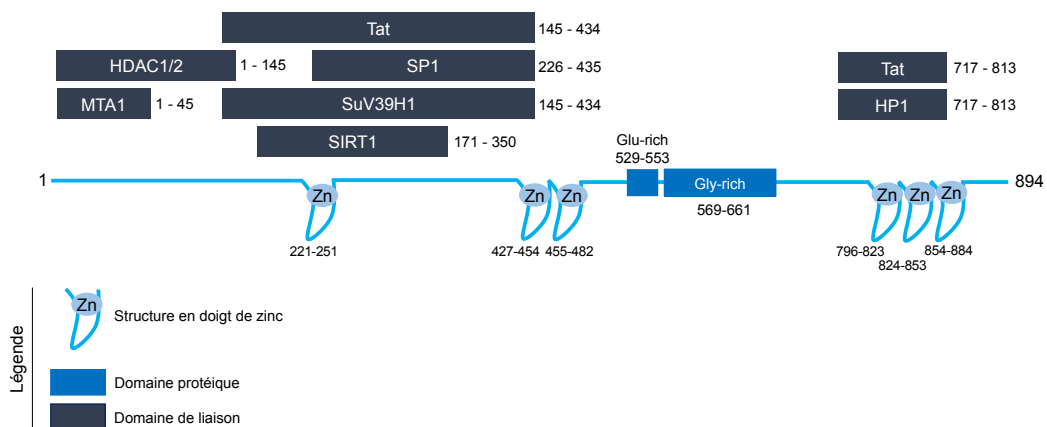 Tat 145 - 434
HDAC1/2 1 - 145 SP1 226 - 435 Tat 717 - 813
MTA1 1 - 45 SuV39H1 145 - 434 HP1 717 - 813
SIRT1 171 - 350
Glu-rich
529-553
1 Zn Zn Zn Gly-rich Zn Zn Zn 894
569-661
221-251 427-454 455-482 796-823 854-884
824-853
Légende
Zn Structure en doigt de zinc
Domaine protéique
Domaine de liaison